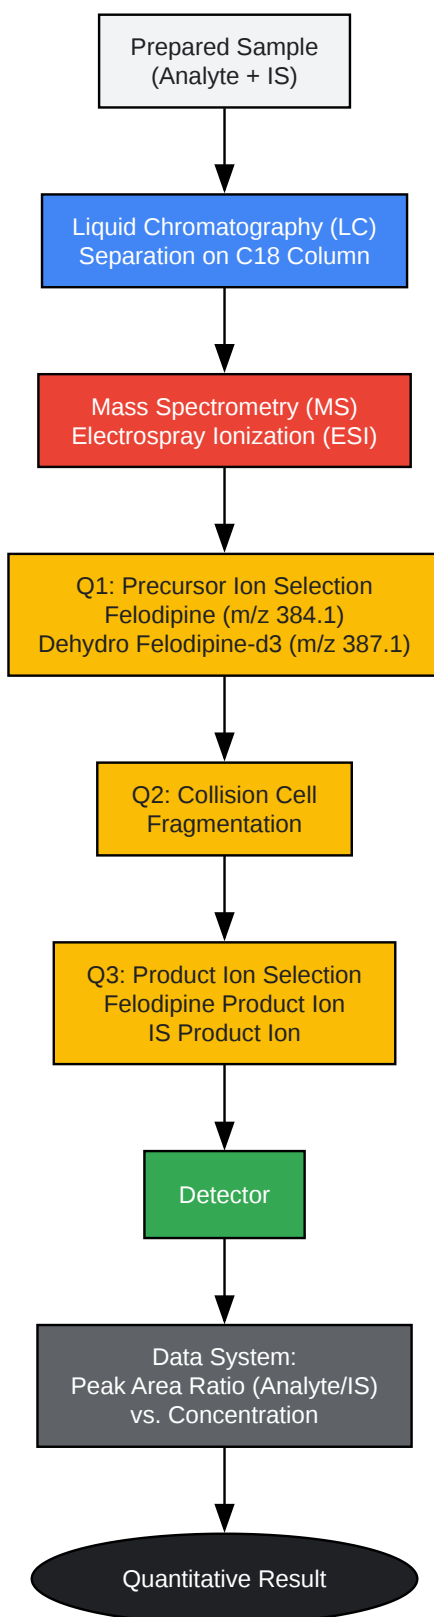 Prepared Sample
(Analyte + IS)
Liquid Chromatography (LC)
Separation on C18 Column
Mass Spectrometry (MS)
Electrospray Ionization (ESI)
Q1: Precursor Ion Selection
Felodipine (m/z 384.1)
Dehydro Felodipine-d3 (m/z 387.1)
Q2: Collision Cell
Fragmentation
Q3: Product Ion Selection
Felodipine Product Ion
IS Product Ion
Detector
Data System:
Peak Area Ratio (Analyte/IS)
vs. Concentration
Quantitative Result